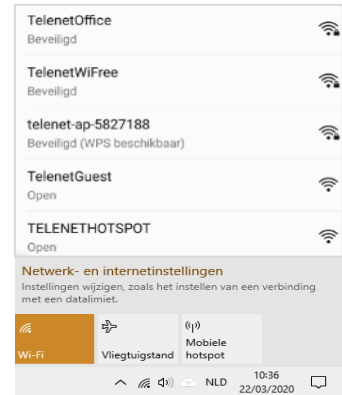 TelenetOffice
Beveiligd
TelenetWiFree
Beveiligd
telenet-ap-5827188
Beveiligd (WPS beschikbaar)
TelenetGuest
Open
TELENETHOTSPOT
Open
Netwerk- en internetinstellingen
Instellingen wijzigen, zoals het instellen van een verbinding
met een datalimiet.
Wi-Fi
Vliegtuigstand
Mobiele
hotspot
NLD
10:36
22/03/2020